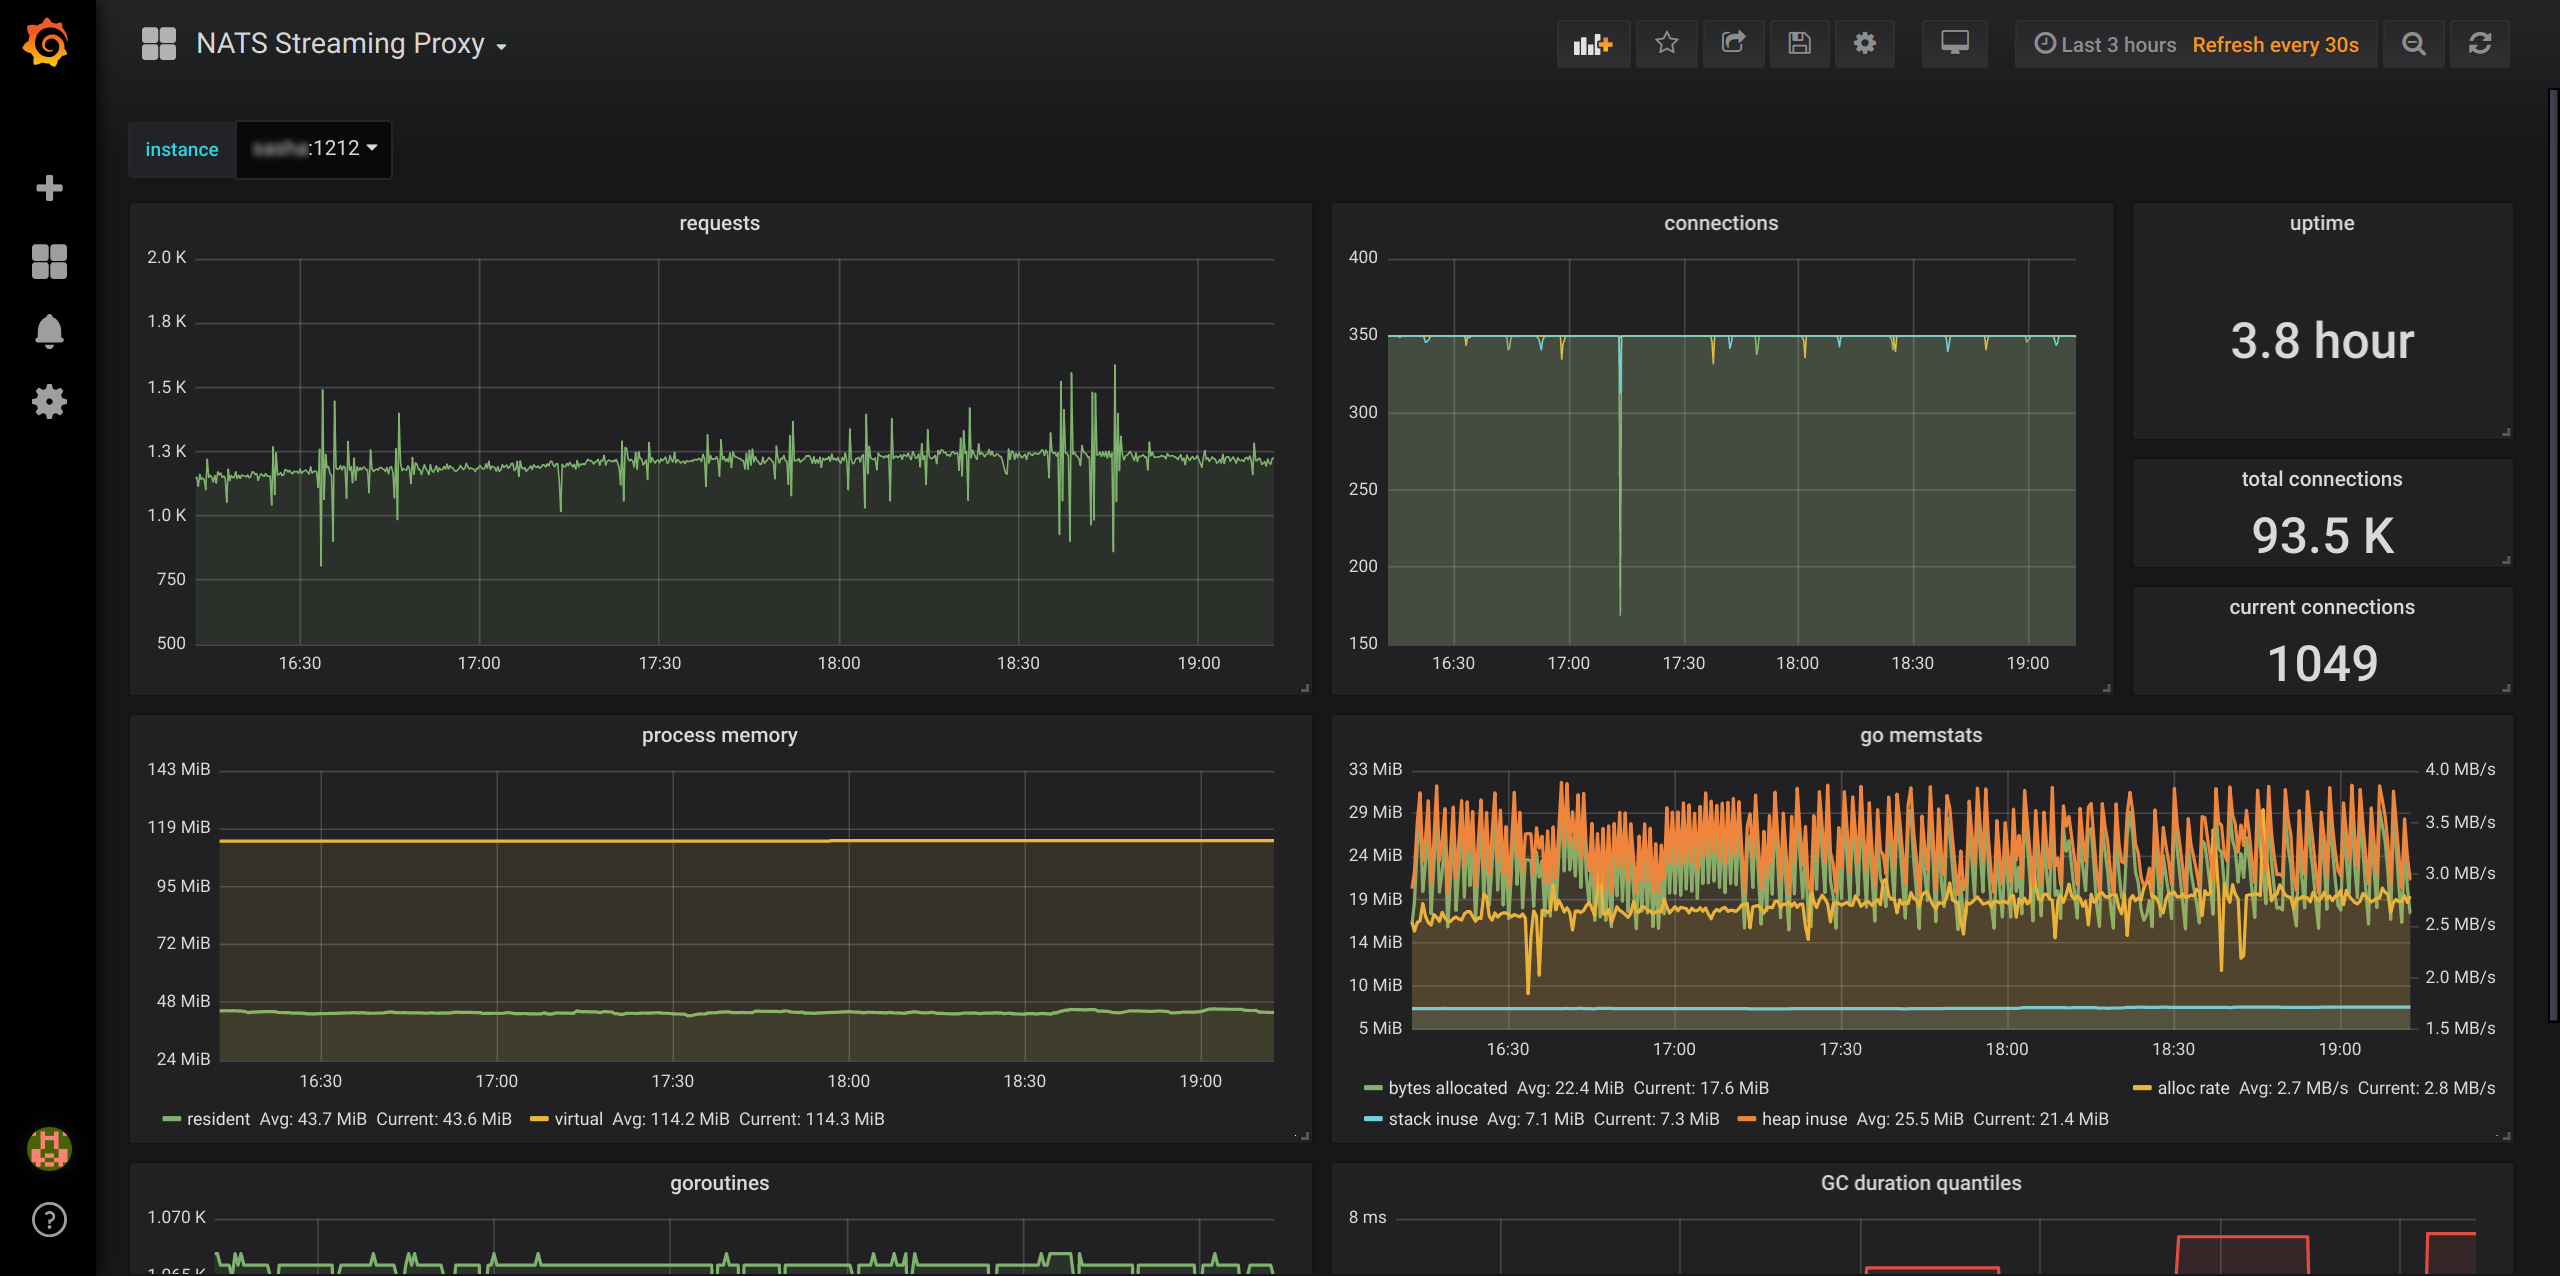 NATS Streaming Proxy
Last 3 hours Refresh every 30s
instance :1212
requests
2.0 K
1.8 K
1.5 K
1.3 K
1.0 K
750
500
16:30 17:00 17:30 18:00 18:30 19:00
connections
400
350
300
250
200
150
16:30 17:00 17:30 18:00 18:30 19:00
uptime
3.8 hour
total connections
93.5 K
current connections
1049
process memory
143 MiB
119 MiB
95 MiB
72 MiB
48 MiB
24 MiB
16:30 17:00 17:30 18:00 18:30 19:00
resident Avg: 43.7 MiB Current: 43.6 MiB virtual Avg: 114.2 MiB Current: 114.3 MiB
go memstats
33 MiB
29 MiB
24 MiB
19 MiB
14 MiB
10 MiB
5 MiB
4.0 MB/s
3.5 MB/s
3.0 MB/s
2.5 MB/s
2.0 MB/s
1.5 MB/s
16:30 17:00 17:30 18:00 18:30 19:00
bytes allocated Avg: 22.4 MiB Current: 17.6 MiB alloc rate Avg: 2.7 MB/s Current: 2.8 MB/s
stack inuse Avg: 7.1 MiB Current: 7.3 MiB heap inuse Avg: 25.5 MiB Current: 21.4 MiB
goroutines
1.070 K
GC duration quantiles
8 ms